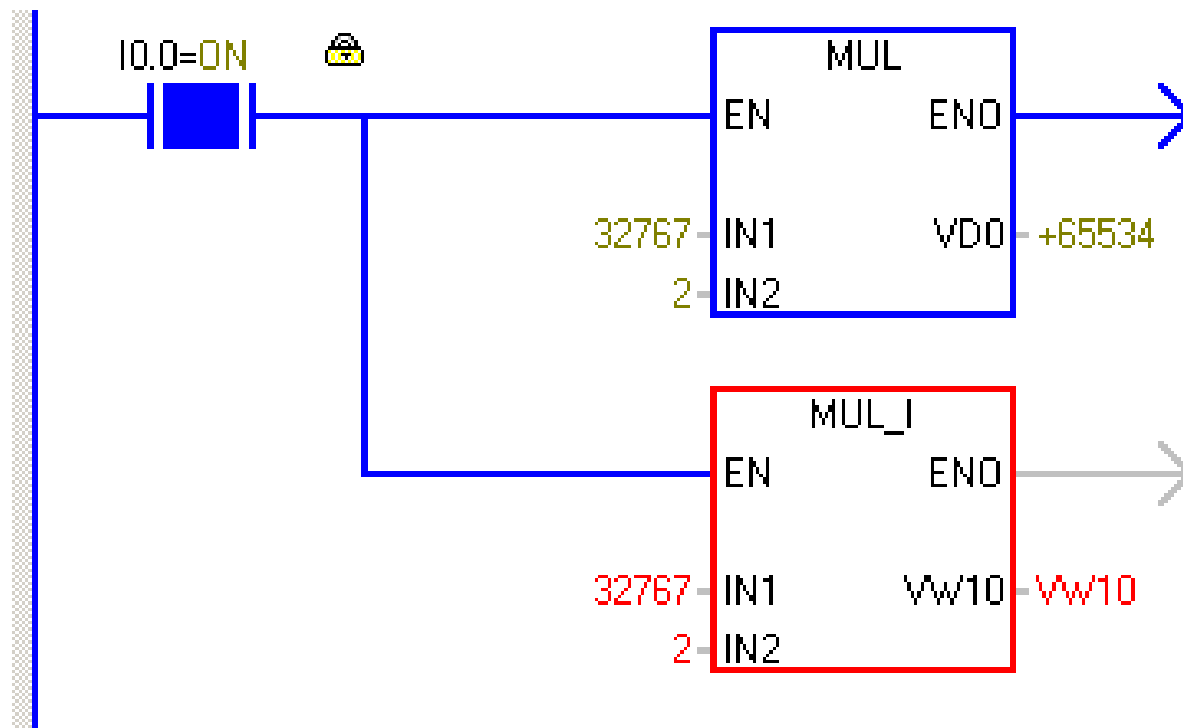 I0.0=ON
MUL
EN ENO
32767 IN1 VD0 +65534
2 IN2
MUL_I
EN ENO
32767 IN1 VW10 VW10
2 IN2